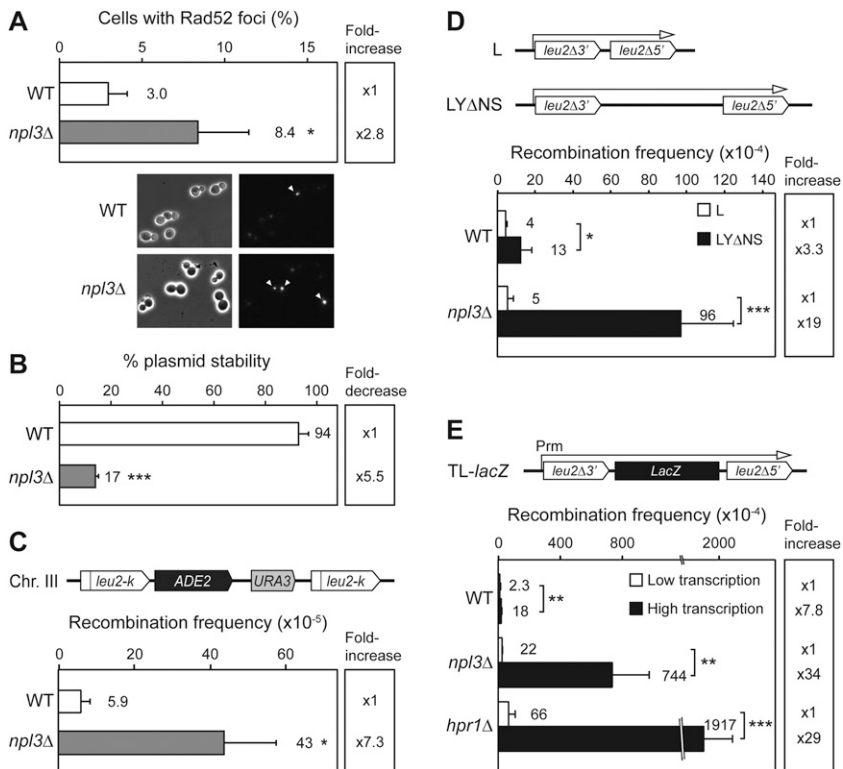 A
Cells with Rad52 foci (%)
Fold-increase
0 5 10 15
WT 3.0 x1
npl3Δ 8.4 * x2.8
WT
npl3Δ
B
% plasmid stability
Fold-decrease
0 20 40 60 80 100
WT 94 x1
npl3Δ 17 *** x5.5
C
Chr. III leu2-k ADE2 URA3 leu2-k
Recombination frequency (x10-5)
Fold-increase
0 20 40 60
WT 5.9 x1
npl3Δ 43 * x7.3
D
L leu2Δ3' leu2Δ5'
LYΔNS leu2Δ3' leu2Δ5'
Recombination frequency (x10-4)
Fold-increase
0 20 40 60 80 100 120 140
L
LYΔNS
WT 4 x1
13 * x3.3
npl3Δ 5 x1
96 *** x19
E
Prm
TL-lacZ leu2Δ3' LacZ leu2Δ5'
Recombination frequency (x10-4)
Fold-increase
0 400 800 2000
Low transcription
High transcription
WT 2.3 x1
18 ** x7.8
npl3Δ 22 x1
744 ** x34
hpr1Δ 66 x1
1917 *** x29